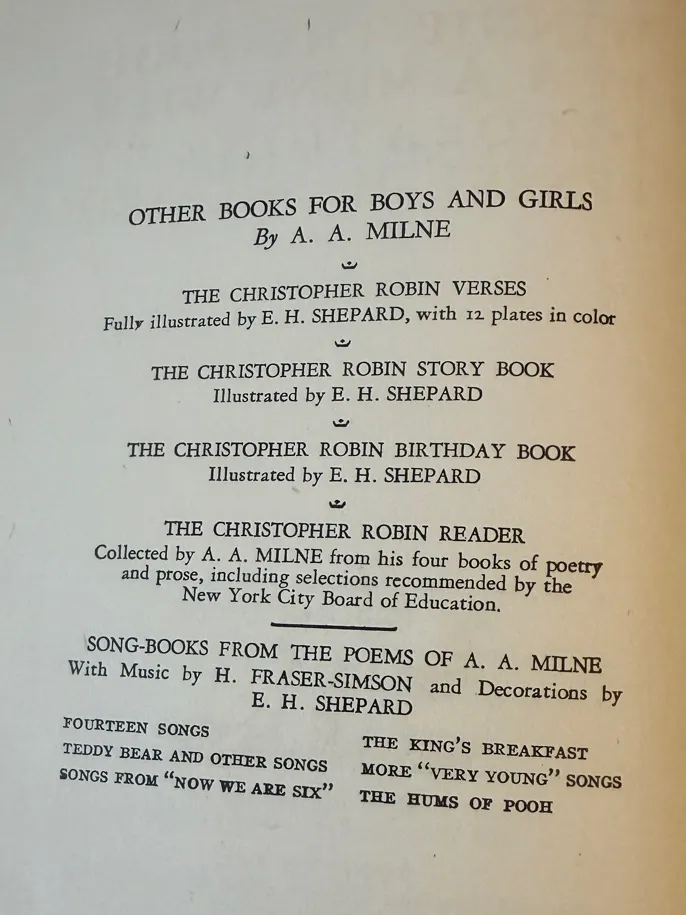 OTHER BOOKS FOR BOYS AND GIRLS
By A. A. MILNE
THE CHRISTOPHER ROBIN VERSES
Fully illustrated by E. H. SHEPARD, with 12 plates in color
THE CHRISTOPHER ROBIN STORY BOOK
Illustrated by E. H. SHEPARD
THE CHRISTOPHER ROBIN BIRTHDAY BOOK
Illustrated by E. H. SHEPARD
THE CHRISTOPHER ROBIN READER
Collected by A. A. MILNE from his four books of poetry
and prose, including selections recommended by the
New York City Board of Education.
SONG-BOOKS FROM THE POEMS OF A. A. MILNE
With Music by H. FRASER-SIMSON and Decorations by
E. H. SHEPARD
FOURTEEN SONGS
TEDDY BEAR AND OTHER SONGS
SONGS FROM "NOW WE ARE SIX"
THE KING'S BREAKFAST
MORE "VERY YOUNG" SONGS
THE HUMS OF POOH